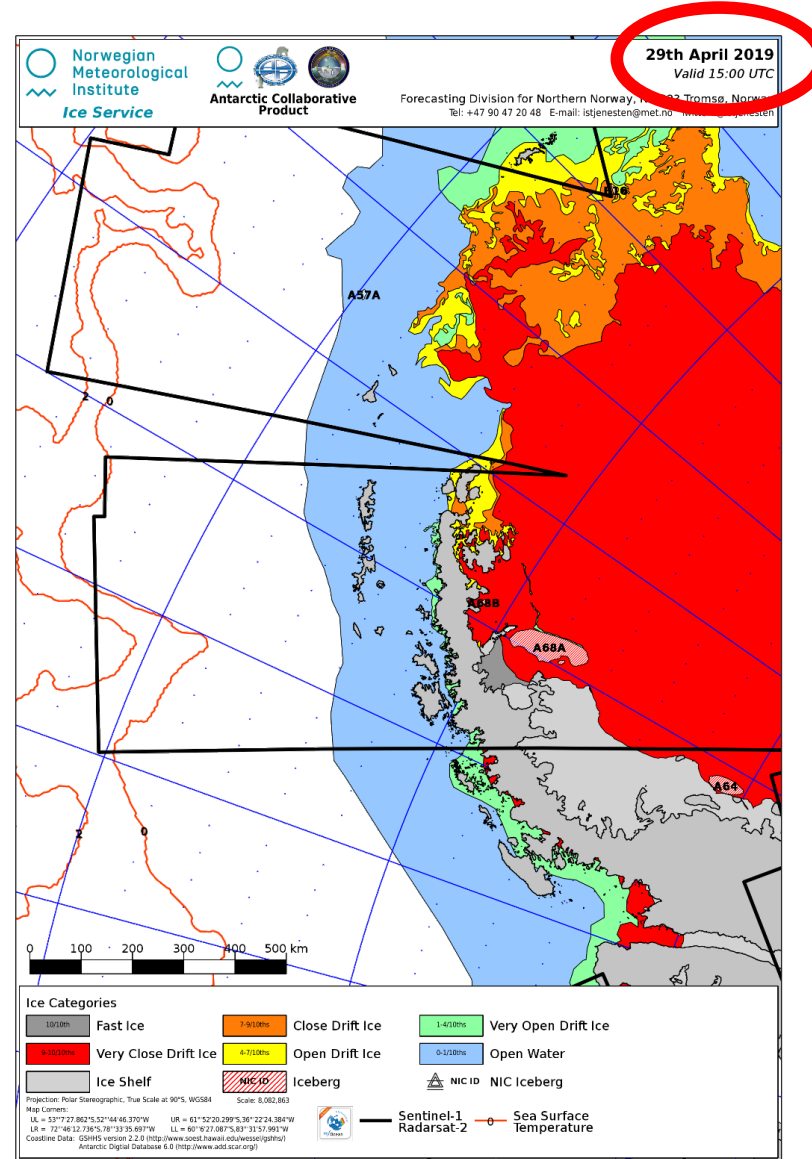 Norwegian
Meteorological
Institute
Ice Service
Antarctic Collaborative
Product
29th April 2019
Valid 15:00 UTC
Forecasting Division for Northern Norway, Tromsø,
Tel: +47 90 47 20 48 E-mail: istjenesten@met.no
B26
A57A
2
0
A68B
A68A
A64
2
0
0 100 200 300 400 500 km
Ice Categories
10/10th Fast Ice
7-9/10ths Close Drift Ice
1-4/10ths Very Open Drift Ice
9-10/10ths Very Close Drift Ice
4-7/10ths Open Drift Ice
0-1/10ths Open Water
Ice Shelf
NIC ID Iceberg
NIC ID NIC Iceberg
Projection: Polar Stereographic, True Scale at 90°S, WGS84 Scale: 8,082,863
Map Corners:
UL = 53°7'27.862"S,52°44'46.370"W UR = 61°'52'20.299"S,36°'22'24.384"W
LR = 72°'46'12.736"S,78°'33'35.697"W LL = 60°'6'27.087"S,83°'31'57.991"W
Coastline Data: GSHHS version 2.2.0 (http://www.soest.hawaii.edu/wessel/gshhs/)
Antarctic Digtial Database 6.0 (http://www.add.scar.org/)
Sentinel-1
Radarsat-2
0 Sea Surface
Temperature